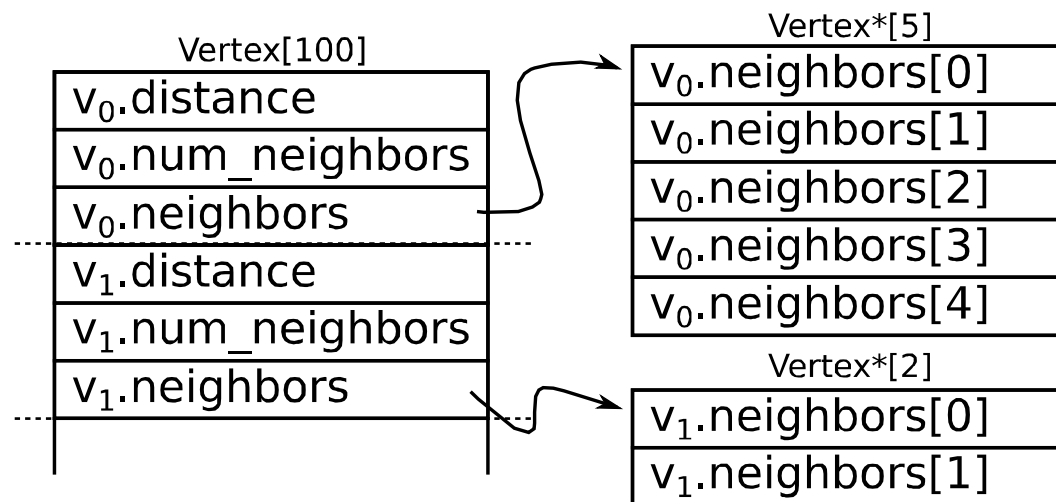 Vertex[100]
v₀.distance
v₀.num_neighbors
v₀.neighbors
v₁.distance
v₁.num_neighbors
v₁.neighbors
Vertex*[5]
v₀.neighbors[0]
v₀.neighbors[1]
v₀.neighbors[2]
v₀.neighbors[3]
v₀.neighbors[4]
Vertex*[2]
v₁.neighbors[0]
v₁.neighbors[1]